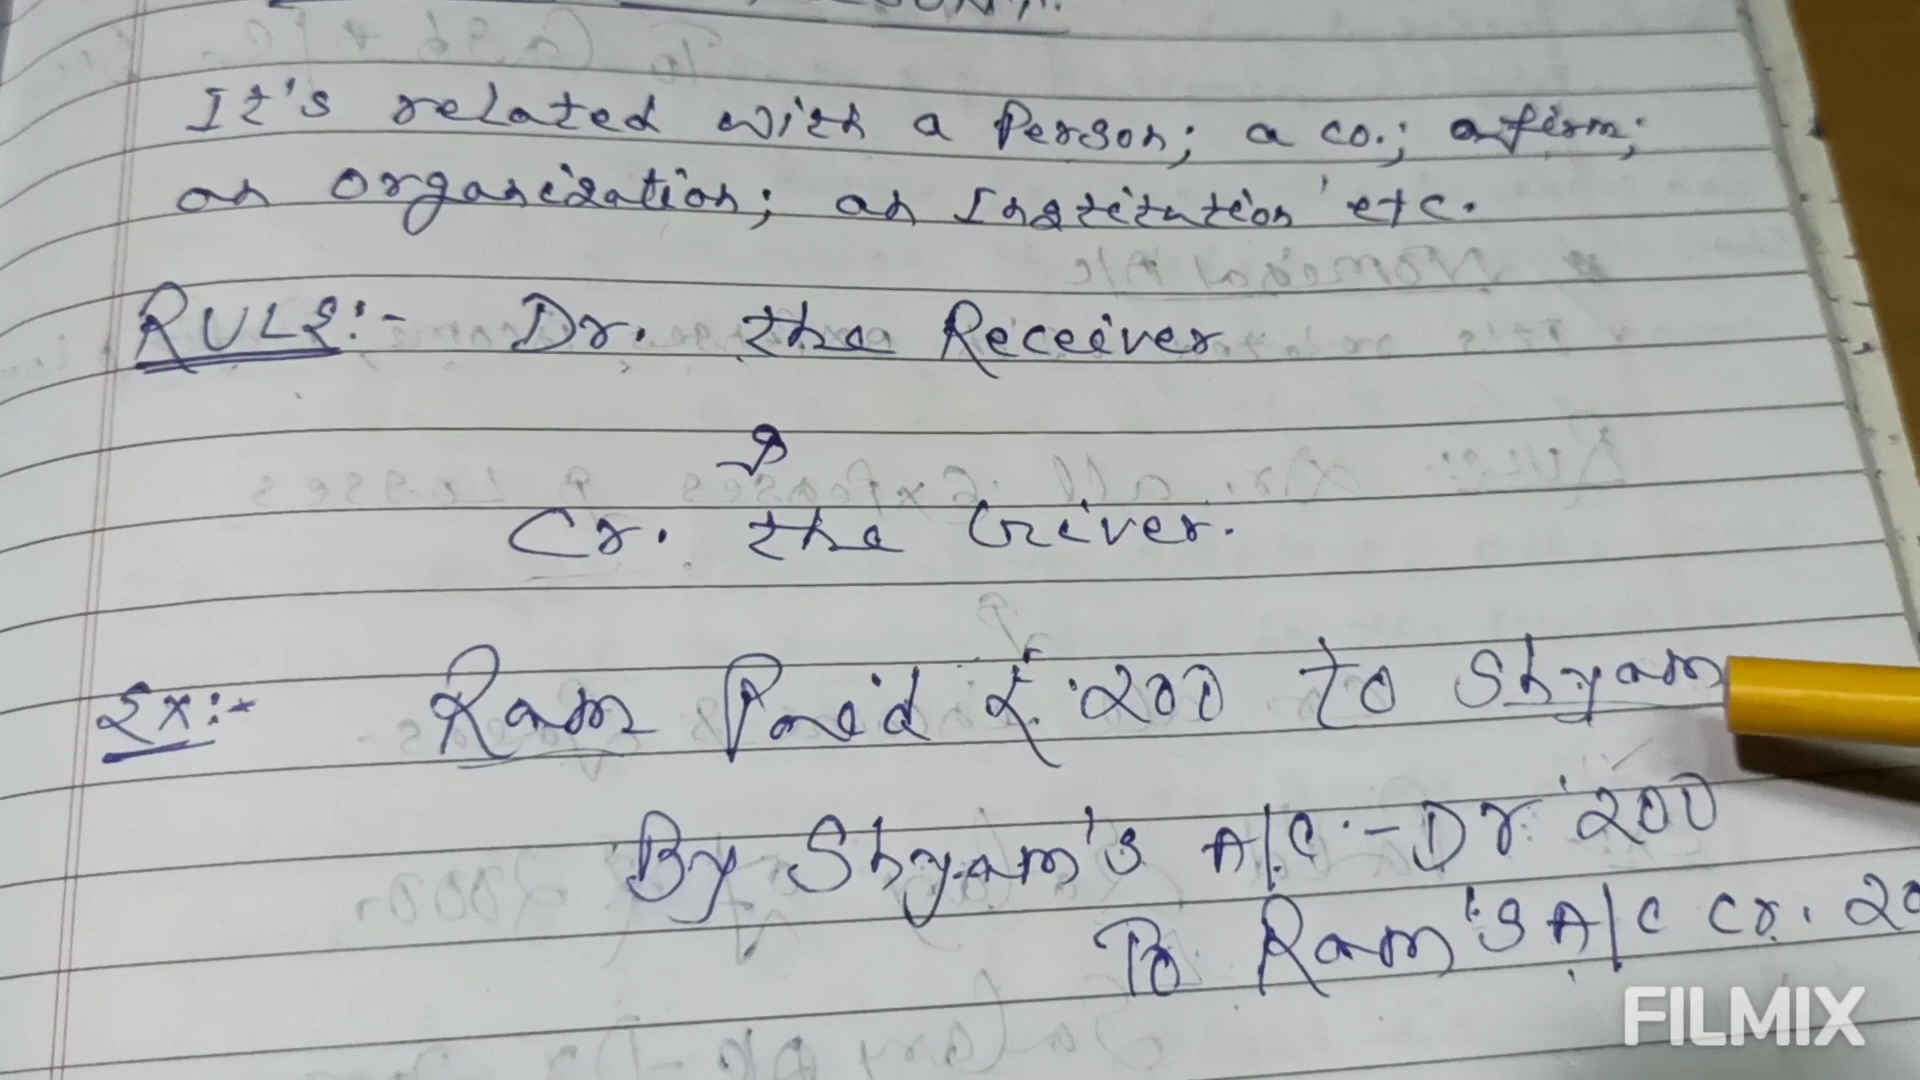 It's related with a Person; a co.; a firm;
an organization; an Institution etc.
RULE:- Dr. the Receiver
&
Cr. the Giver.
Ex:- Ram Paid ₹ 200 to Shyam
By Shyam's A/C - Dr 200
To Ram's A/C Cr. 20
FILMIX